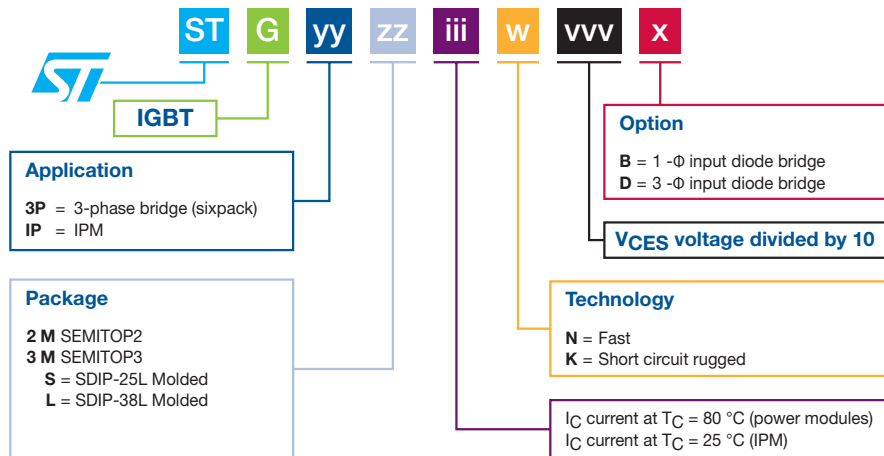 ST G yy zz iii w vvv x
ST
IGBT
Application
3P = 3-phase bridge (sixpack)
IP = IPM
Package
2 M SEMITOP2
3 M SEMITOP3
S = SDIP-25L Molded
L = SDIP-38L Molded
Option
B = 1 -Φ input diode bridge
D = 3 -Φ input diode bridge
VCES voltage divided by 10
Technology
N = Fast
K = Short circuit rugged
IC current at TC = 80 °C (power modules)
IC current at TC = 25 °C (IPM)